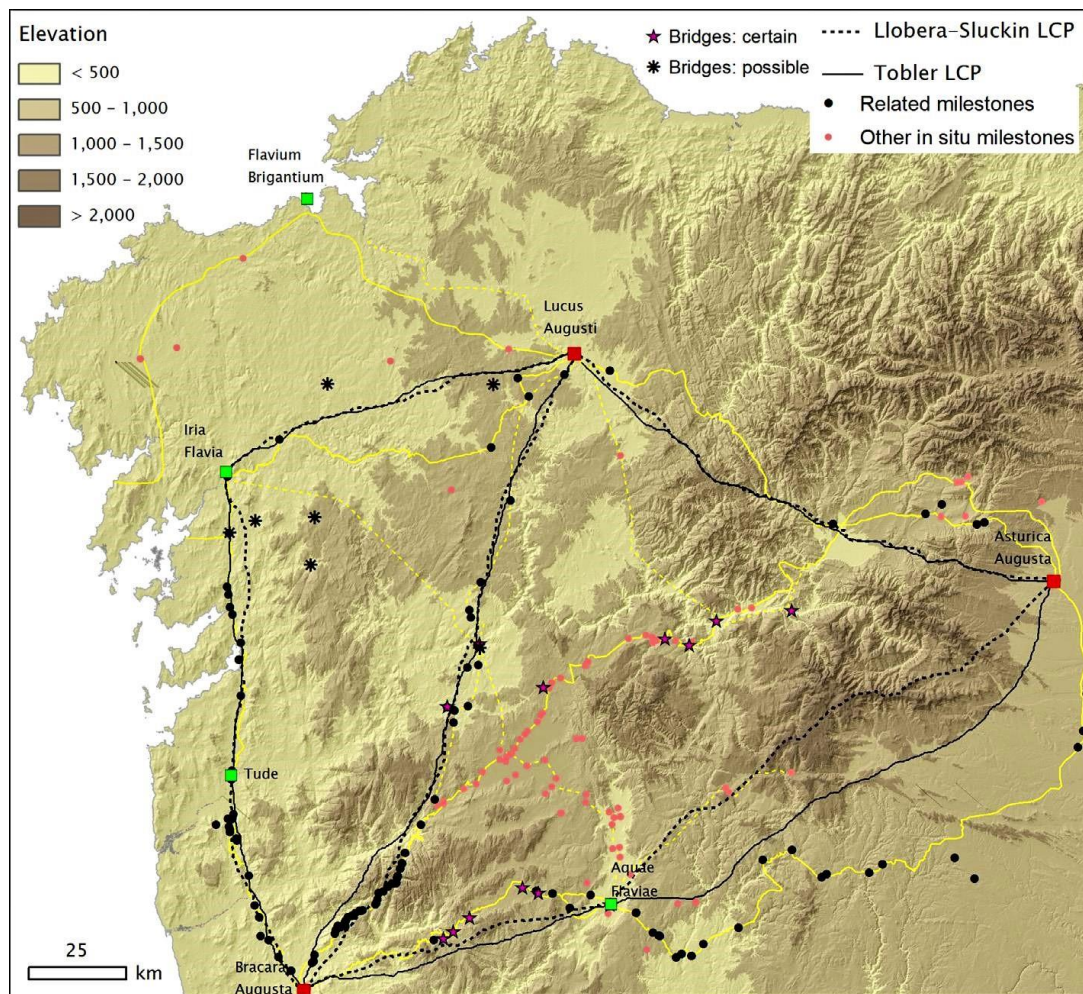 Elevation
< 500
500 – 1,000
1,000 – 1,500
1,500 – 2,000
> 2,000
Bridges: certain
Bridges: possible
Llobera–Sluckin LCP
Tobler LCP
Related milestones
Other in situ milestones
Flavium
Brigantium
Lucus
Augusti
Iria
Flavia
Asturica
Augusta
Tude
Aquae
Flaviae
Bracara
Augusta
25
km